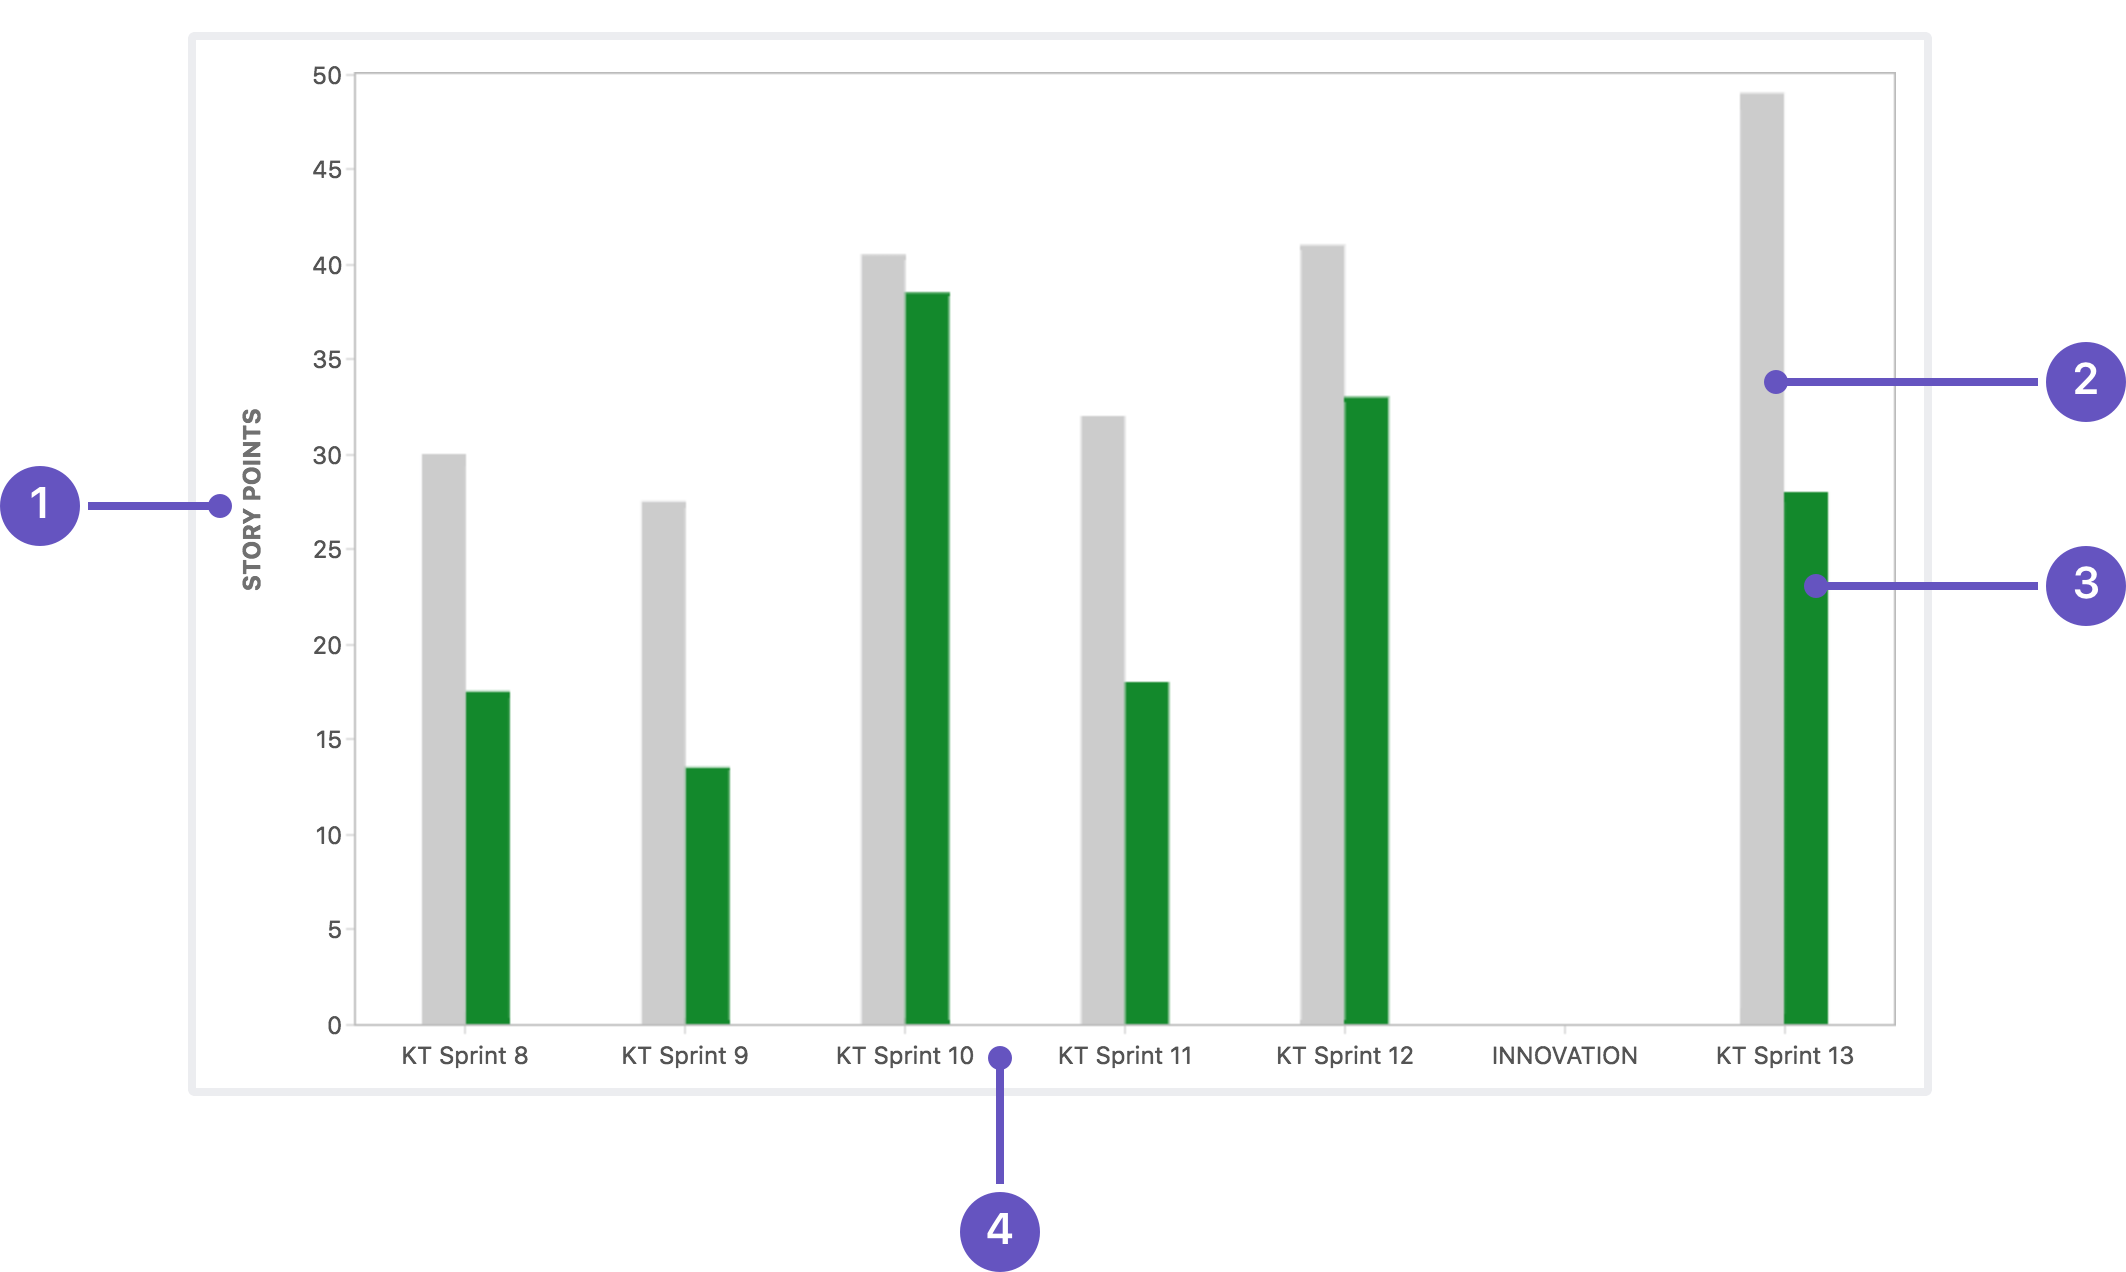 50
45
40
35
30
25
20
15
10
5
0
STORY POINTS
KT Sprint 8
KT Sprint 9
KT Sprint 10
KT Sprint 11
KT Sprint 12
INNOVATION
KT Sprint 13
1
2
3
4